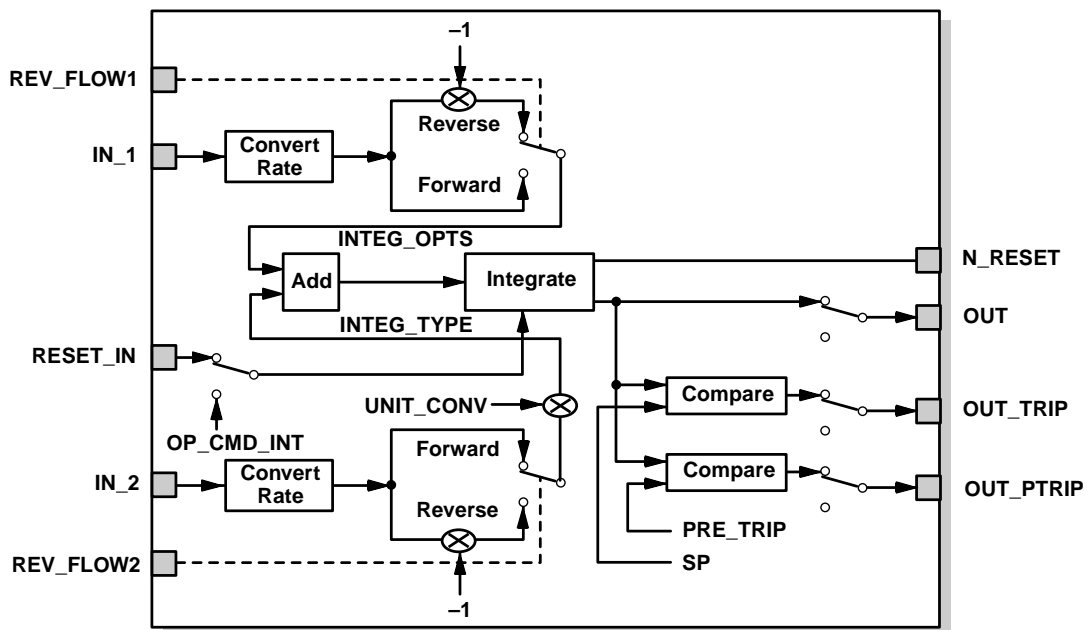 –1
REV_FLOW1
Reverse
IN_1
Convert
Rate
Forward
INTEG_OPTS
Add
Integrate
N_RESET
OUT
INTEG_TYPE
RESET_IN
UNIT_CONV
Compare
OUT_TRIP
OP_CMD_INT
Forward
IN_2
Convert
Rate
Compare
OUT_PTRIP
Reverse
PRE_TRIP
SP
REV_FLOW2
–1